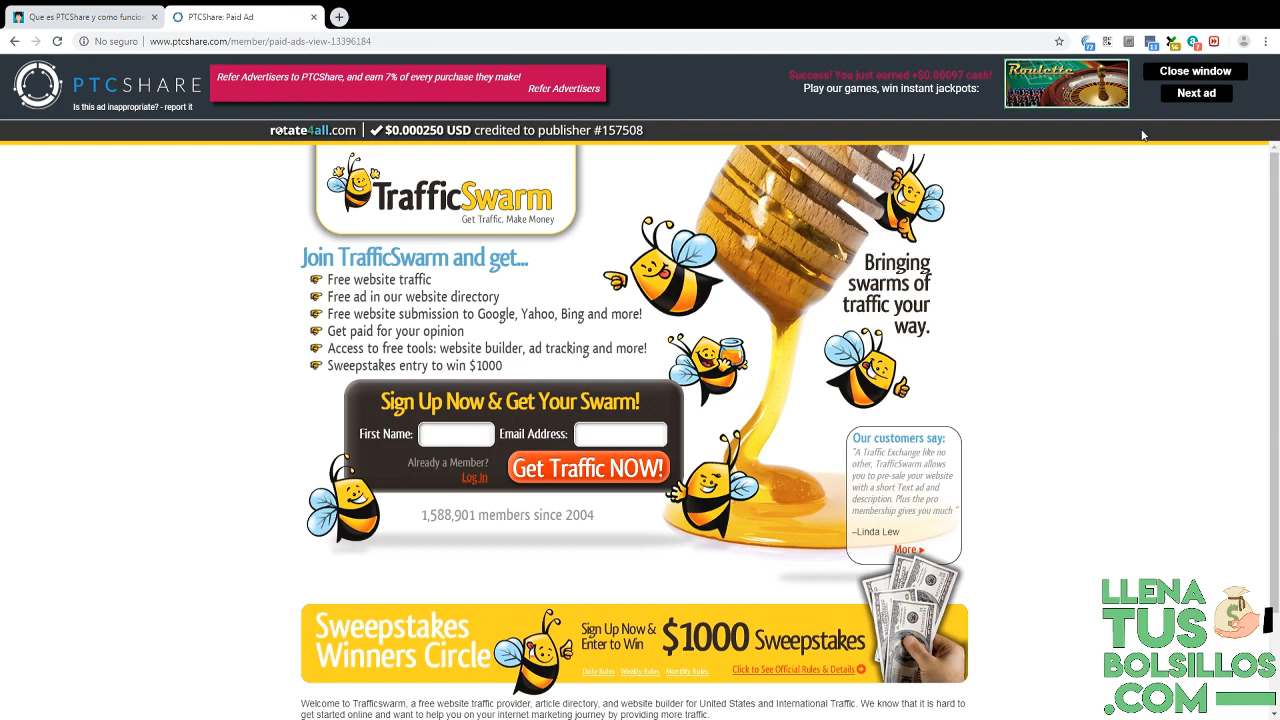 Que es PTCShare y como funcio
PTCShare: Paid Ad
No seguro
www.ptcshare.com/member/paid-ads-view-13396184
PTCSHARE
Is this ad inappropriate? - report it
Refer Advertisers to PTCShare, and earn 7% of every purchase they make!
Refer Advertisers
Success! You just earned +$0.00097 cash!
Play our games, win instant jackpots:
Roulette
Close window
Next ad
rotate4all.com
$0.000250 USD credited to publisher #157508
TrafficSwarm
Get Traffic. Make Money
Join TrafficSwarm and get...
Free website traffic
Free ad in our website directory
Free website submission to Google, Yahoo, Bing and more!
Get paid for your opinion
Access to free tools: website builder, ad tracking and more!
Sweepstakes entry to win $1000
Bringing
swarms of
traffic your
way.
Sign Up Now & Get Your Swarm!
First Name:
Email Address:
Already a Member?
Log In
Get Traffic NOW!
1,588,901 members since 2004
Our customers say:
"A Traffic Exchange like no
other, TrafficSwarm allows
you to pre-sale your website
with a short Text ad and
description. Plus the pro
membership gives you much "
–Linda Lew
More
Sweepstakes
Winners Circle
Sign Up Now &
Enter to Win
$1000 Sweepstakes
Daily Rules
Weekly Rules
Monthly Rules
Click to See Official Rules & Details
LLENA
TUS
BOLSILLOS
.COM
Welcome to Trafficswarm, a free website traffic provider, article directory, and website builder for United States and International Traffic. We know that it is hard to
get started online and want to help you on your internet marketing journey by providing more traffic.